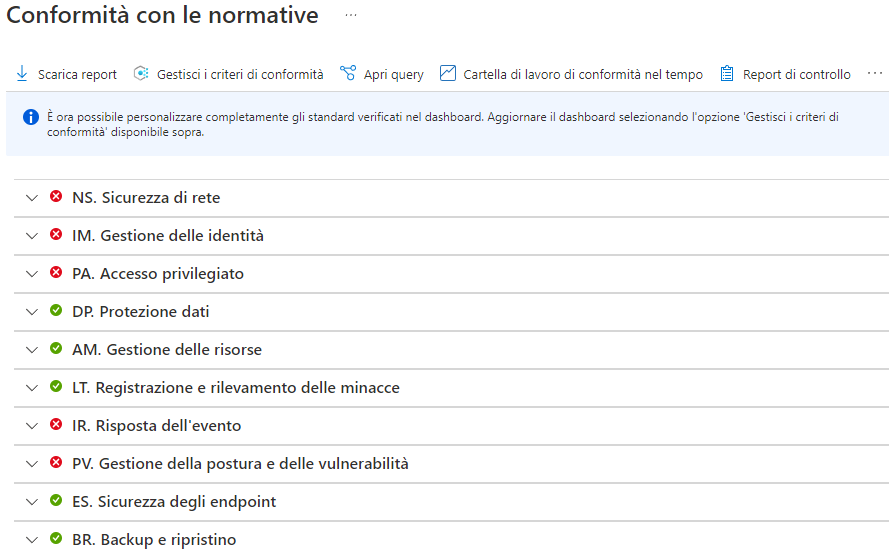 Conformità con le normative ...
Scarica report Gestisci i criteri di conformità Apri query Cartella di lavoro di conformità nel tempo Report di controllo ...
È ora possibile personalizzare completamente gli standard verificati nel dashboard. Aggiornare il dashboard selezionando l'opzione 'Gestisci i criteri di
conformità' disponibile sopra.
NS. Sicurezza di rete
IM. Gestione delle identità
PA. Accesso privilegiato
DP. Protezione dati
AM. Gestione delle risorse
LT. Registrazione e rilevamento delle minacce
IR. Risposta dell'evento
PV. Gestione della postura e delle vulnerabilità
ES. Sicurezza degli endpoint
BR. Backup e ripristino